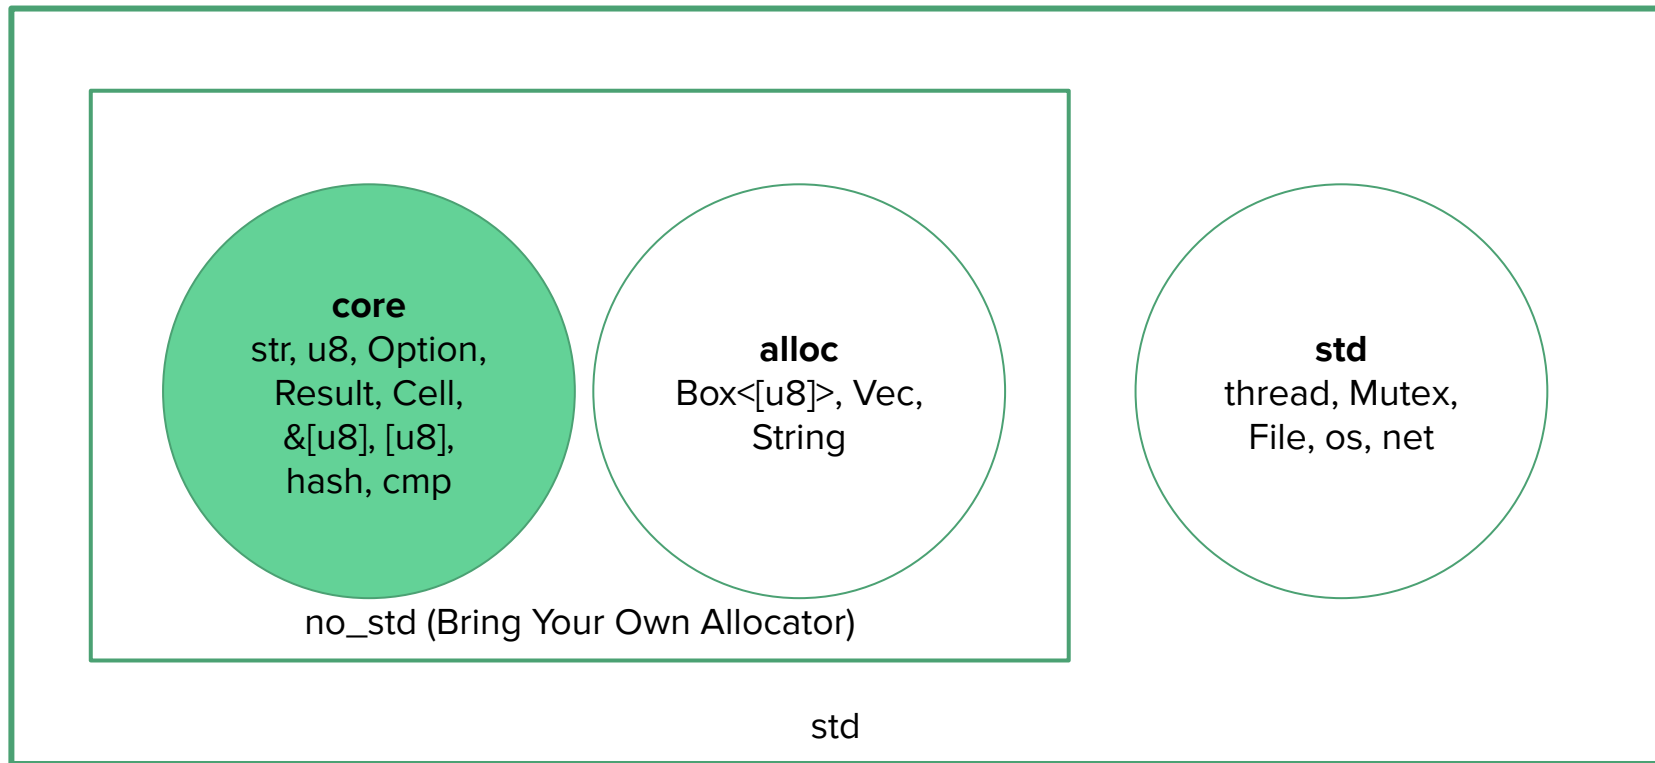 core
str, u8, Option,
Result, Cell,
&[u8], [u8],
hash, cmp
alloc
Box<[u8]>, Vec,
String
std
thread, Mutex,
File, os, net
no_std (Bring Your Own Allocator)
std